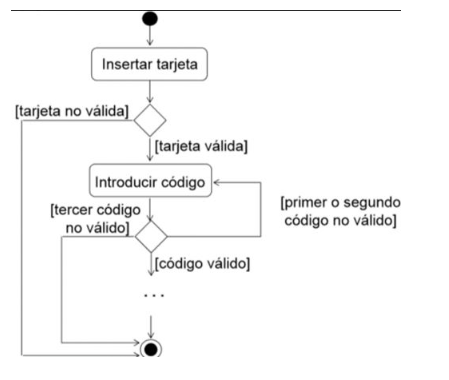 Insertar tarjeta
[tarjeta no válida]
[tarjeta válida]
Introducir código
[primer o segundo
código no válido]
[tercer código
no válido]
[código válido]
...